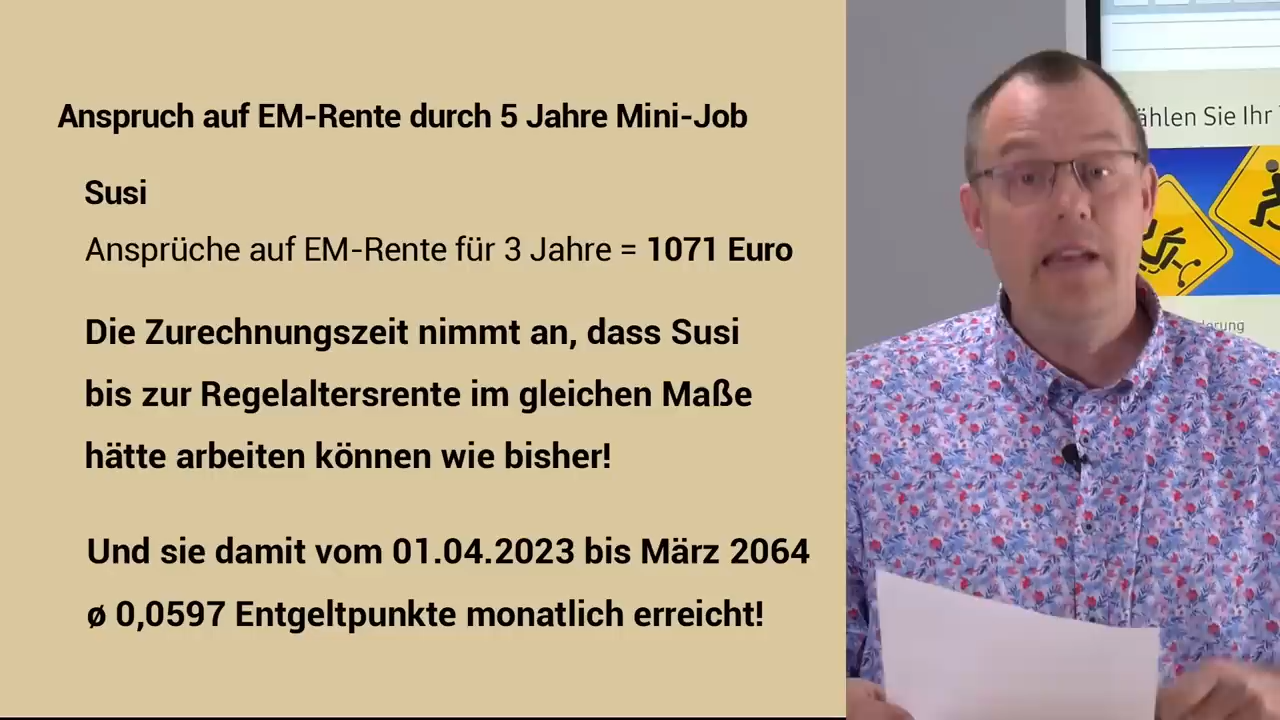 Anspruch auf EM-Rente durch 5 Jahre Mini-Job
Susi
Ansprüche auf EM-Rente für 3 Jahre = 1071 Euro
Die Zurechnungszeit nimmt an, dass Susi
bis zur Regelaltersrente im gleichen Maße
hätte arbeiten können wie bisher!
Und sie damit vom 01.04.2023 bis März 2064
ø 0,0597 Entgeltpunkte monatlich erreicht!
Sie Ihr